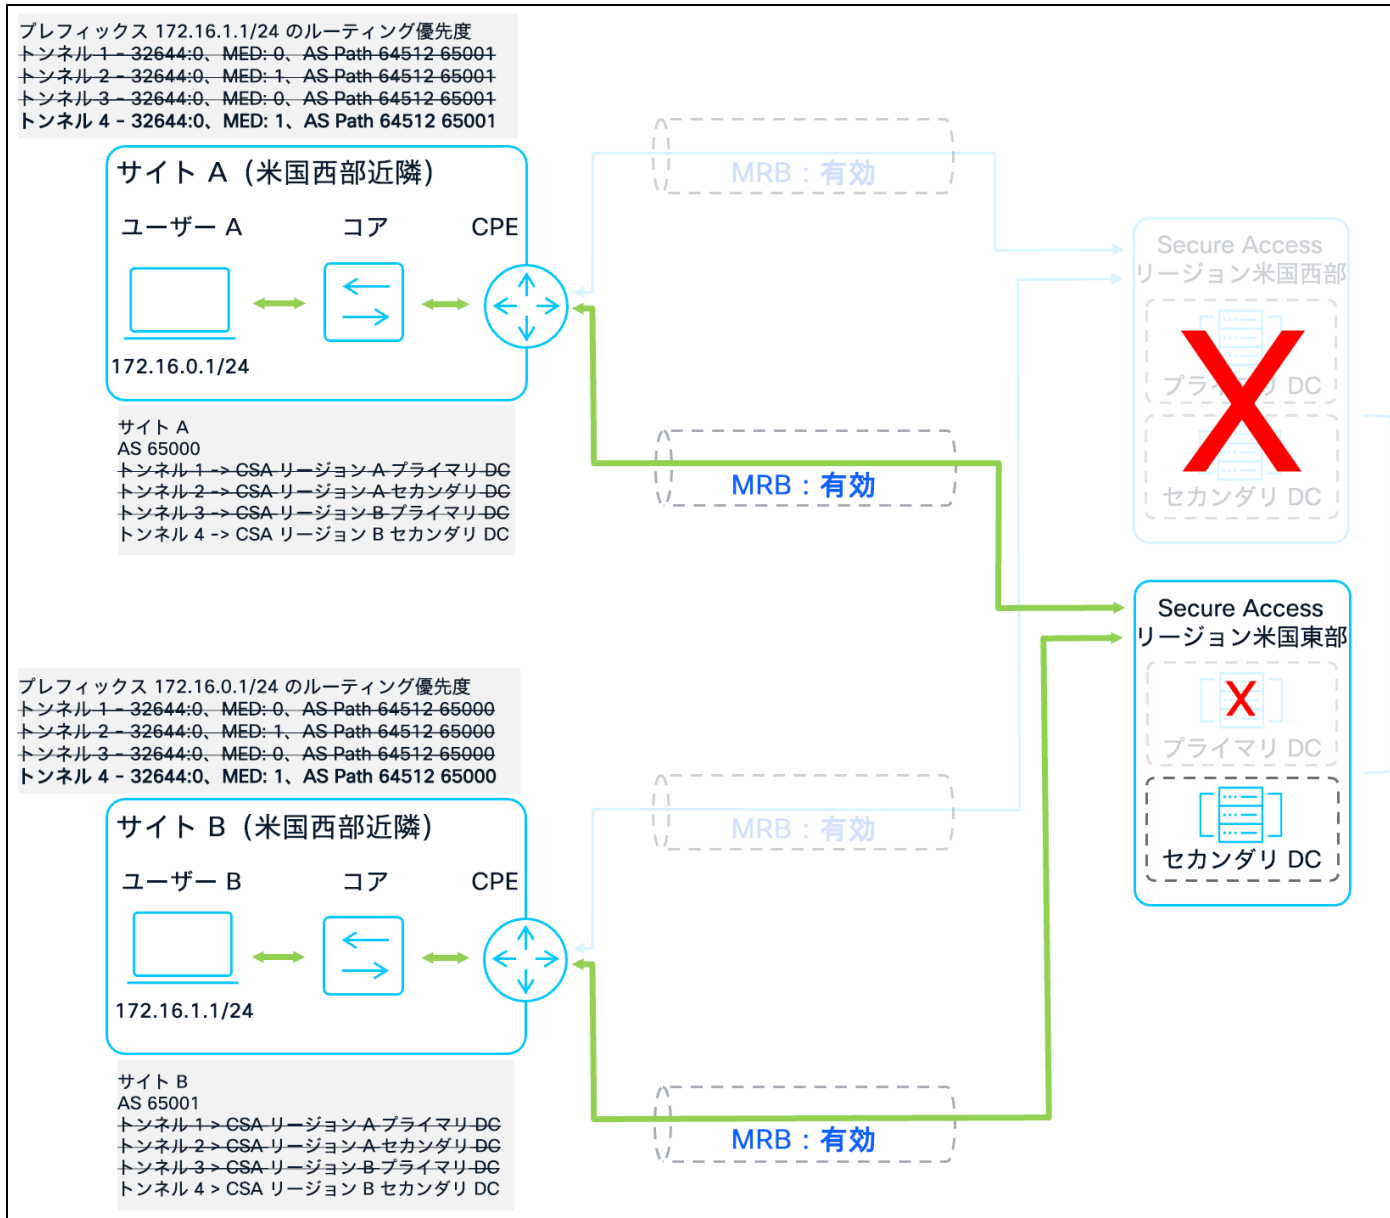 プレフィックス 172.16.1.1/24 のルーティング優先度
トンネル 1 - 32644:0、MED: 0、AS Path 64512 65001
トンネル 2 - 32644:0、MED: 1、AS Path 64512 65001
トンネル 3 - 32644:0、MED: 0、AS Path 64512 65001
トンネル 4 - 32644:0、MED: 1、AS Path 64512 65001
サイト A（米国西部近隣）
ユーザー A
コア
CPE
172.16.0.1/24
サイト A
AS 65000
トンネル 1 -> CSA リージョン A プライマリ DC
トンネル 2 -> CSA リージョン A セカンダリ DC
トンネル 3 -> CSA リージョン B プライマリ DC
トンネル 4 -> CSA リージョン B セカンダリ DC
MRB：有効
MRB：有効
Secure Access
リージョン米国西部
プライマリ DC
X
セカンダリ DC
Secure Access
リージョン米国東部
X
プライマリ DC
セカンダリ DC
プレフィックス 172.16.0.1/24 のルーティング優先度
トンネル 1 - 32644:0、MED: 0、AS Path 64512 65000
トンネル 2 - 32644:0、MED: 1、AS Path 64512 65000
トンネル 3 - 32644:0、MED: 0、AS Path 64512 65000
トンネル 4 - 32644:0、MED: 1、AS Path 64512 65000
サイト B（米国西部近隣）
ユーザー B
コア
CPE
172.16.1.1/24
サイト B
AS 65001
トンネル 1 > CSA リージョン A プライマリ DC
トンネル 2 > CSA リージョン A セカンダリ DC
トンネル 3 > CSA リージョン B プライマリ DC
トンネル 4 > CSA リージョン B セカンダリ DC
MRB：有効
MRB：有効